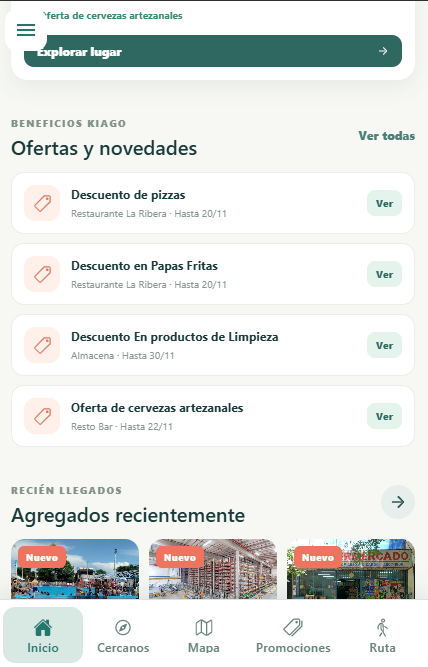 Oferta de cervezas artezanales
Explorar lugar
BENEFICIOS KIAGO
Ofertas y novedades
Ver todas
Descuento de pizzas
Restaurante La Ribera · Hasta 20/11
Ver
Descuento en Papas Fritas
Restaurante La Ribera · Hasta 20/11
Ver
Descuento En productos de Limpieza
Almacena · Hasta 30/11
Ver
Oferta de cervezas artezanales
Resto Bar · Hasta 22/11
Ver
RECIÉN LLEGADOS
Agregados recientemente
Nuevo
Nuevo
Nuevo
Inicio
Cercanos
Mapa
Promociones
Ruta